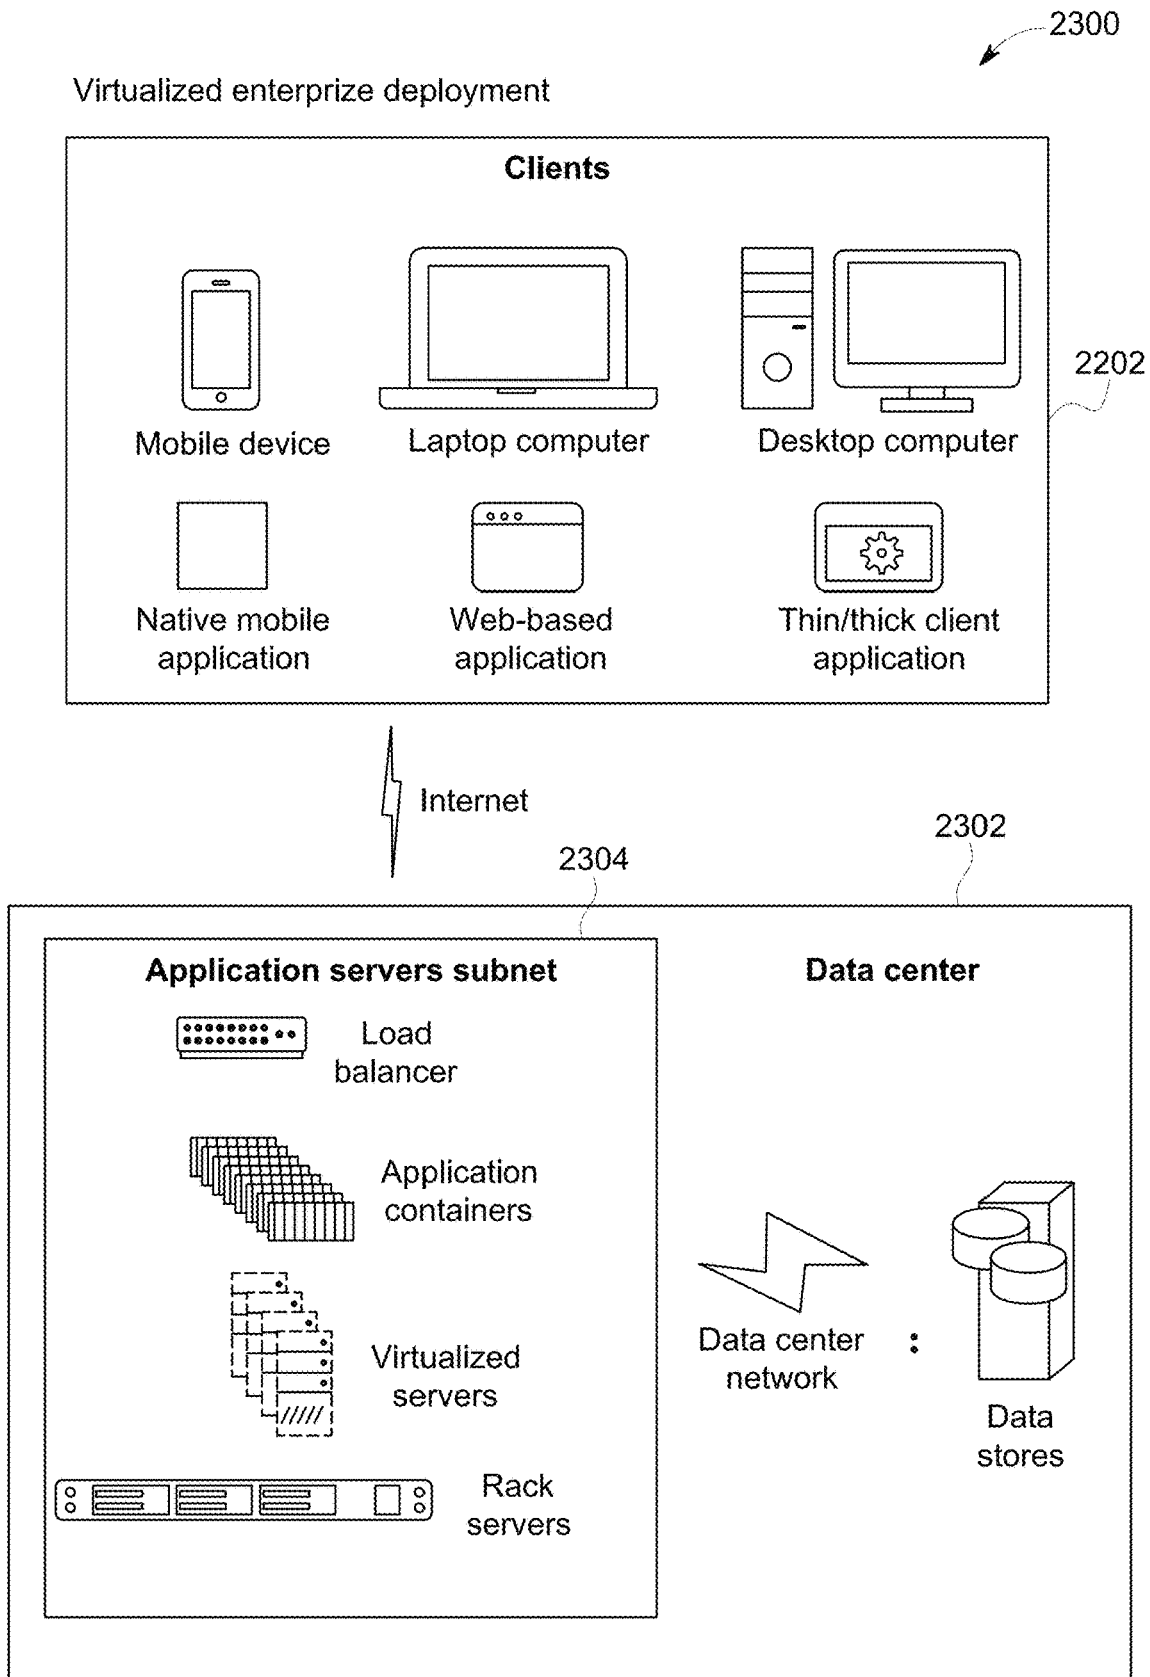 2300
Virtualized enterprize deployment
Clients
2202
Mobile device
Laptop computer
Desktop computer
Native mobile
application
Web-based
application
Thin/thick client
application
Internet
2304
2302
Application servers subnet
Data center
Load
balancer
Application
containers
Virtualized
servers
Rack
servers
Data center
network
:
Data
stores